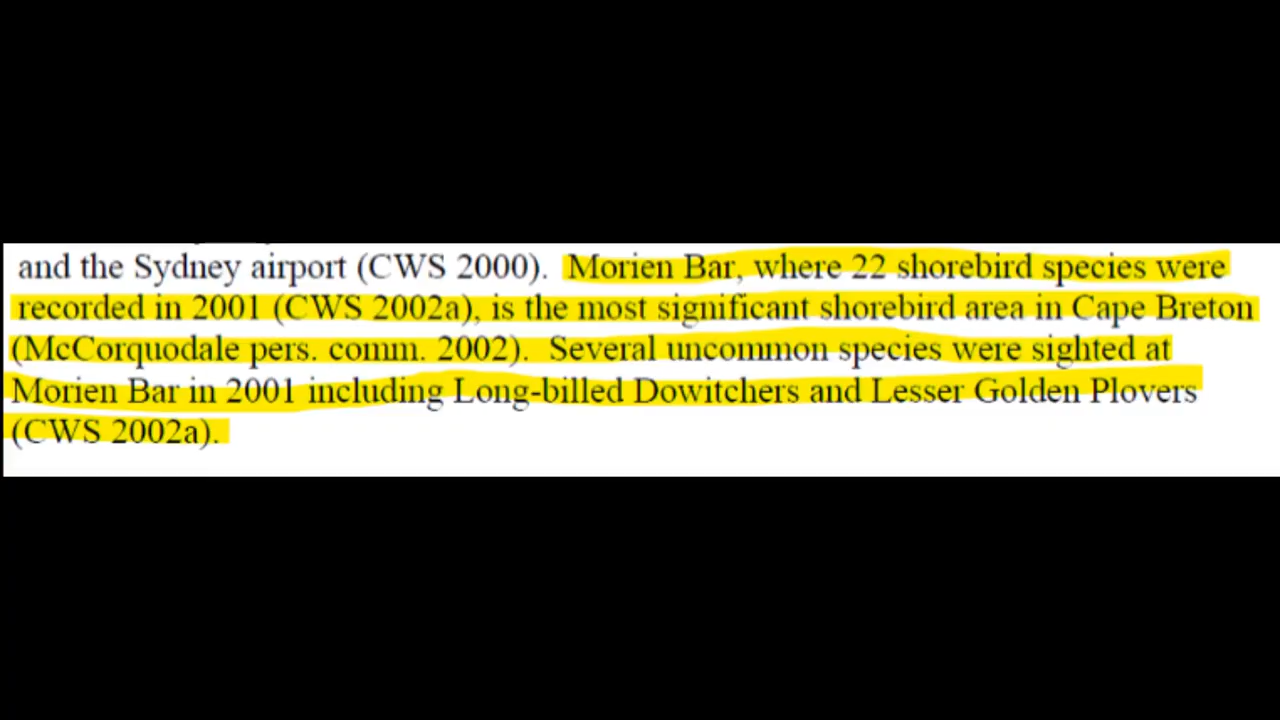 and the Sydney airport (CWS 2000). Morien Bar, where 22 shorebird species were
recorded in 2001 (CWS 2002a), is the most significant shorebird area in Cape Breton
(McCorquodale pers. comm. 2002). Several uncommon species were sighted at
Morien Bar in 2001 including Long-billed Dowitchers and Lesser Golden Plovers
(CWS 2002a).